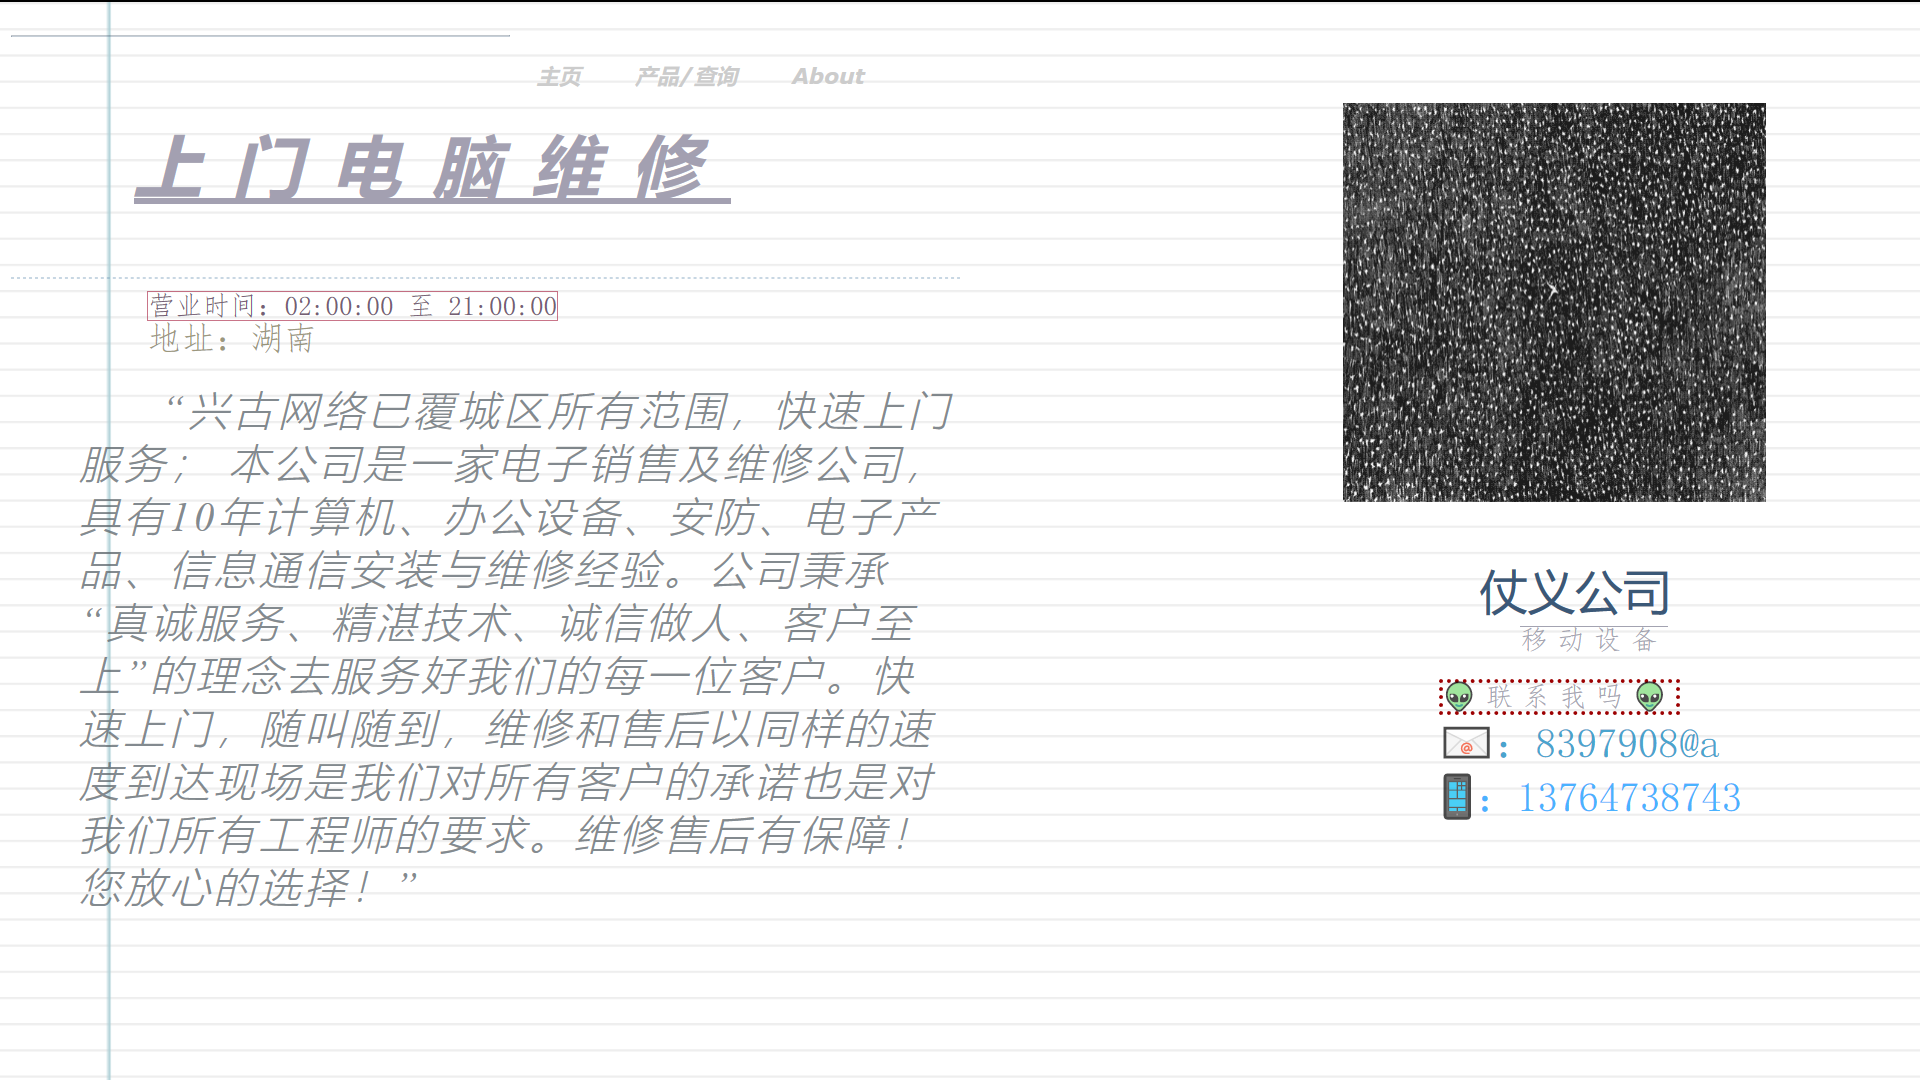 主页 产品/查询 About
上门电脑维修
营业时间：02:00:00 至 21:00:00
地址：湖南
“兴古网络已覆城区所有范围，快速上门
服务； 本公司是一家电子销售及维修公司，
具有10年计算机、办公设备、安防、电子产
品、信息通信安装与维修经验。公司秉承
“真诚服务、精湛技术、诚信做人、客户至
上”的理念去服务好我们的每一位客户。快
速上门，随叫随到，维修和售后以同样的速
度到达现场是我们对所有客户的承诺也是对
我们所有工程师的要求。维修售后有保障！
您放心的选择！”
仗义公司
移动设备
👽联系我吗👽
📧：8397908@a
📱：13764738743